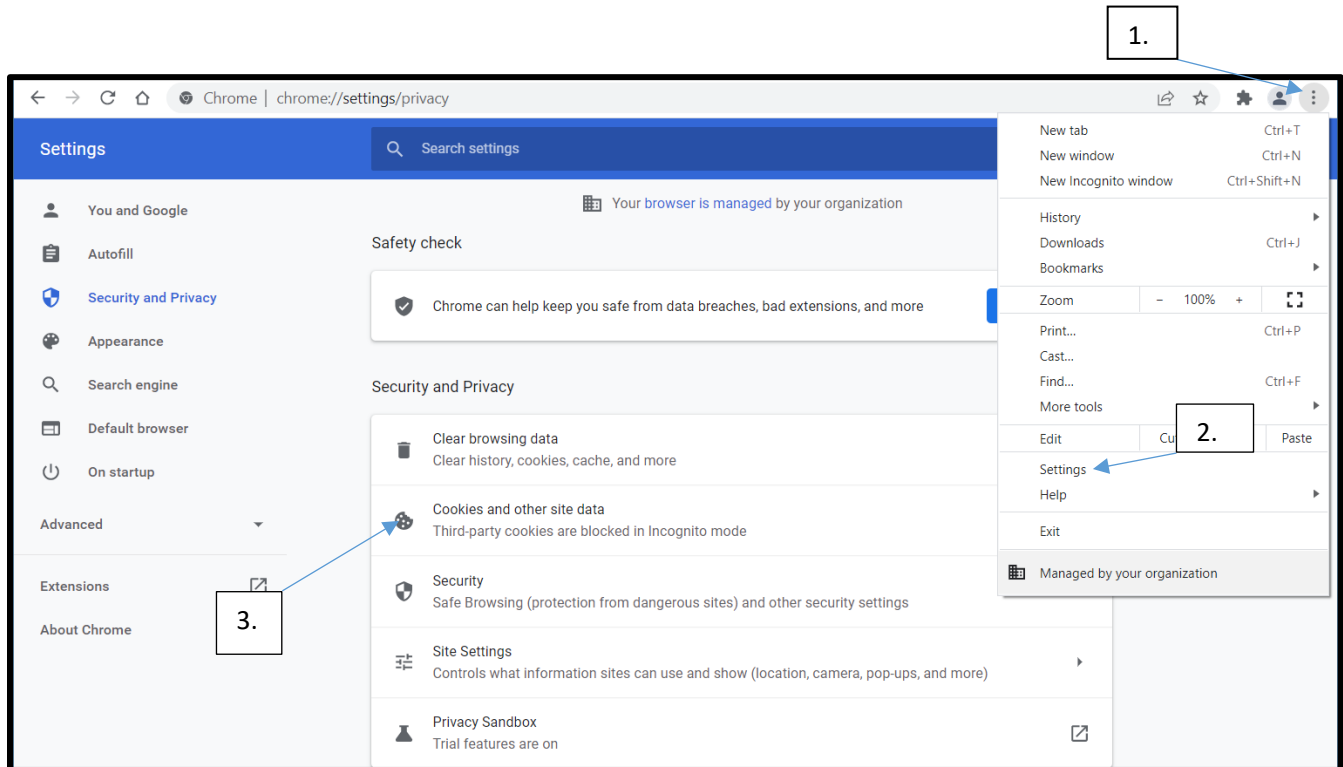 1.
Chrome | chrome://settings/privacy
Settings
Search settings
You and Google
Autofill
Security and Privacy
Appearance
Search engine
Default browser
On startup
Advanced
Extensions
About Chrome
3.
Your browser is managed by your organization
Safety check
Chrome can help keep you safe from data breaches, bad extensions, and more
Security and Privacy
Clear browsing data
Clear history, cookies, cache, and more
Cookies and other site data
Third-party cookies are blocked in Incognito mode
Security
Safe Browsing (protection from dangerous sites) and other security settings
Site Settings
Controls what information sites can use and show (location, camera, pop-ups, and more)
Privacy Sandbox
Trial features are on
New tab Ctrl+T
New window Ctrl+N
New Incognito window Ctrl+Shift+N
History
Downloads Ctrl+J
Bookmarks
Zoom - 100% +
Print... Ctrl+P
Cast...
Find... Ctrl+F
More tools
Edit Paste
2.
Settings
Help
Exit
Managed by your organization